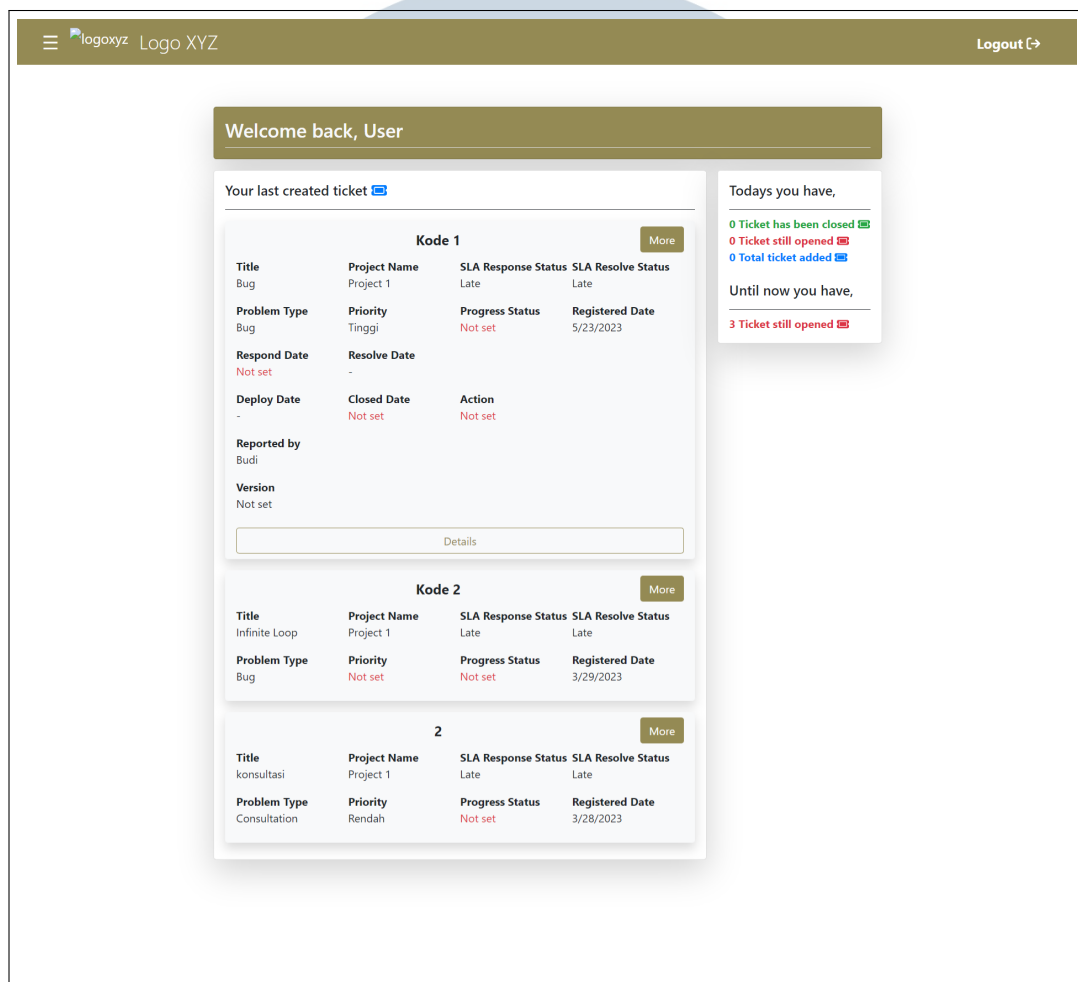 ☰ logoxyz Logo XYZ Logout
Welcome back, User
Your last created ticket
Kode 1 More
Title Project Name SLA Response Status SLA Resolve Status
Bug Project 1 Late Late
Problem Type Priority Progress Status Registered Date
Bug Tinggi Not set 5/23/2023
Respond Date Resolve Date
Not set -
Deploy Date Closed Date Action
- Not set Not set
Reported by
Budi
Version
Not set
Details
Kode 2 More
Title Project Name SLA Response Status SLA Resolve Status
Infinite Loop Project 1 Late Late
Problem Type Priority Progress Status Registered Date
Bug Not set Not set 3/29/2023
2 More
Title Project Name SLA Response Status SLA Resolve Status
konsultasi Project 1 Late Late
Problem Type Priority Progress Status Registered Date
Consultation Rendah Not set 3/28/2023
Todays you have,
0 Ticket has been closed
0 Ticket still opened
0 Total ticket added
Until now you have,
3 Ticket still opened